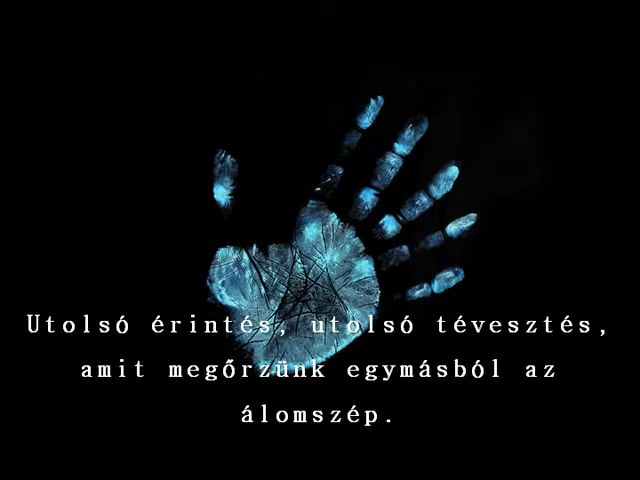 Utolsó érintés, utolsó tévesztés,
amit megőrzünk egymásból az
álomszép.